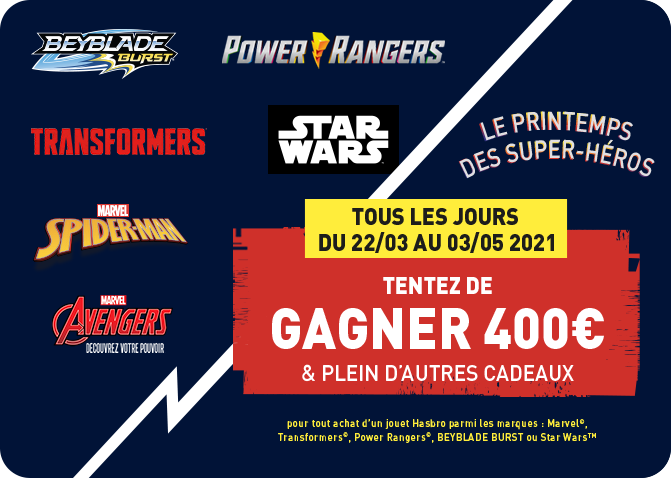 BEYBLADE
BURST
POWER RANGERS
TRANSFORMERS
STAR
WARS
LE PRINTEMPS
DES SUPER-HÉROS
MARVEL
SPIDER-MAN
MARVEL
AVENGERS
DÉCOUVREZ VOTRE POUVOIR
TOUS LES JOURS
DU 22/03 AU 03/05 2021
TENTEZ DE
GAGNER 400€
& PLEIN D'AUTRES CADEAUX
pour tout achat d'un jouet Hasbro parmi les marques : Marvel©,
Transformers©, Power Rangers©, BEYBLADE BURST ou Star Wars™